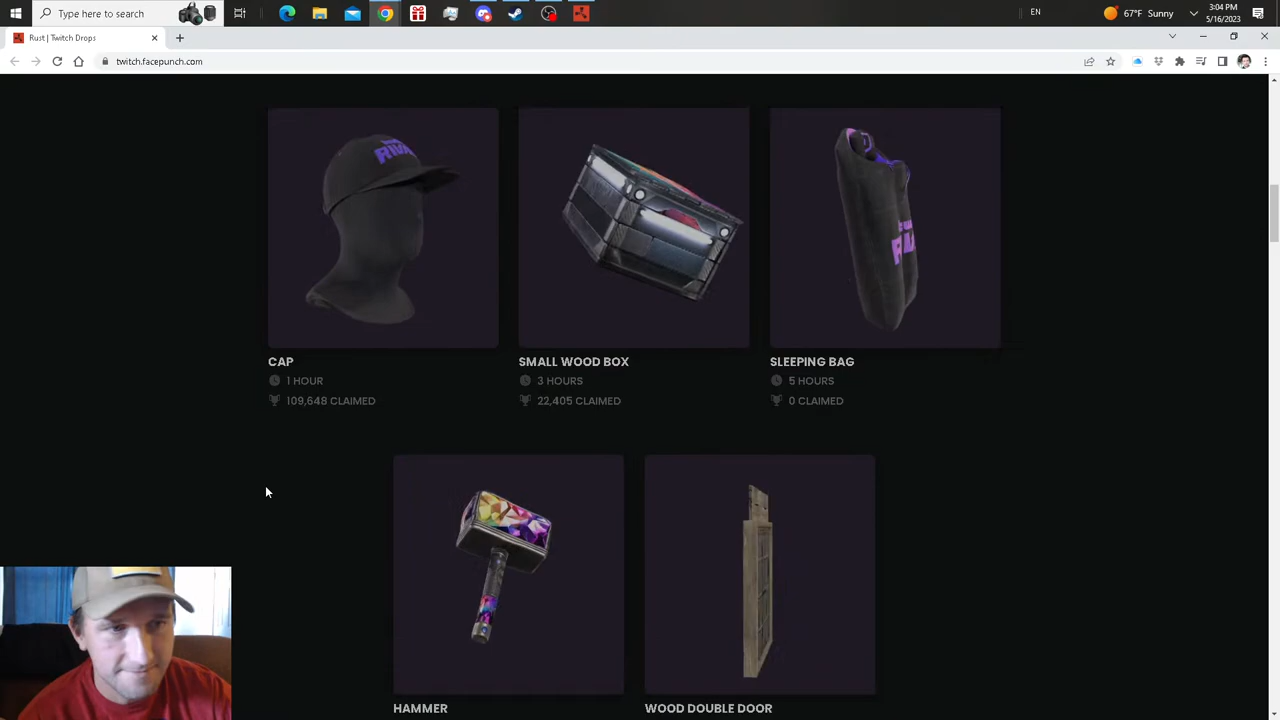 Type here to search
EN
67°F Sunny
3:04 PM
5/16/2023
Rust | Twitch Drops
twitch.facepunch.com
CAP
1 HOUR
109,648 CLAIMED
SMALL WOOD BOX
3 HOURS
22,405 CLAIMED
SLEEPING BAG
5 HOURS
0 CLAIMED
HAMMER
WOOD DOUBLE DOOR